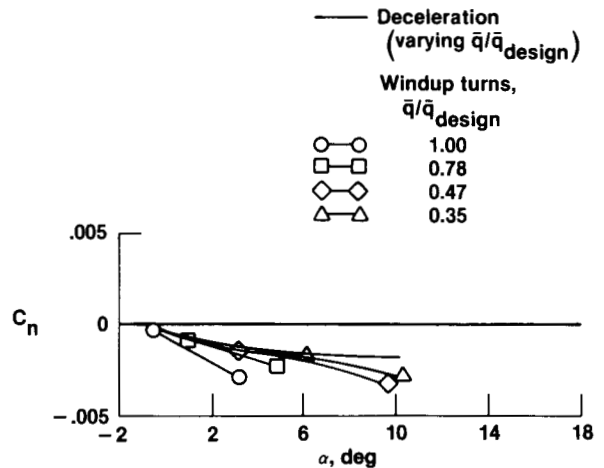 Deceleration
(varying q̄/q̄design)
Windup turns,
q̄/q̄design
1.00
0.78
0.47
0.35
.005
Cn
0
−.005
−2 2 6 10 14 18
α, deg